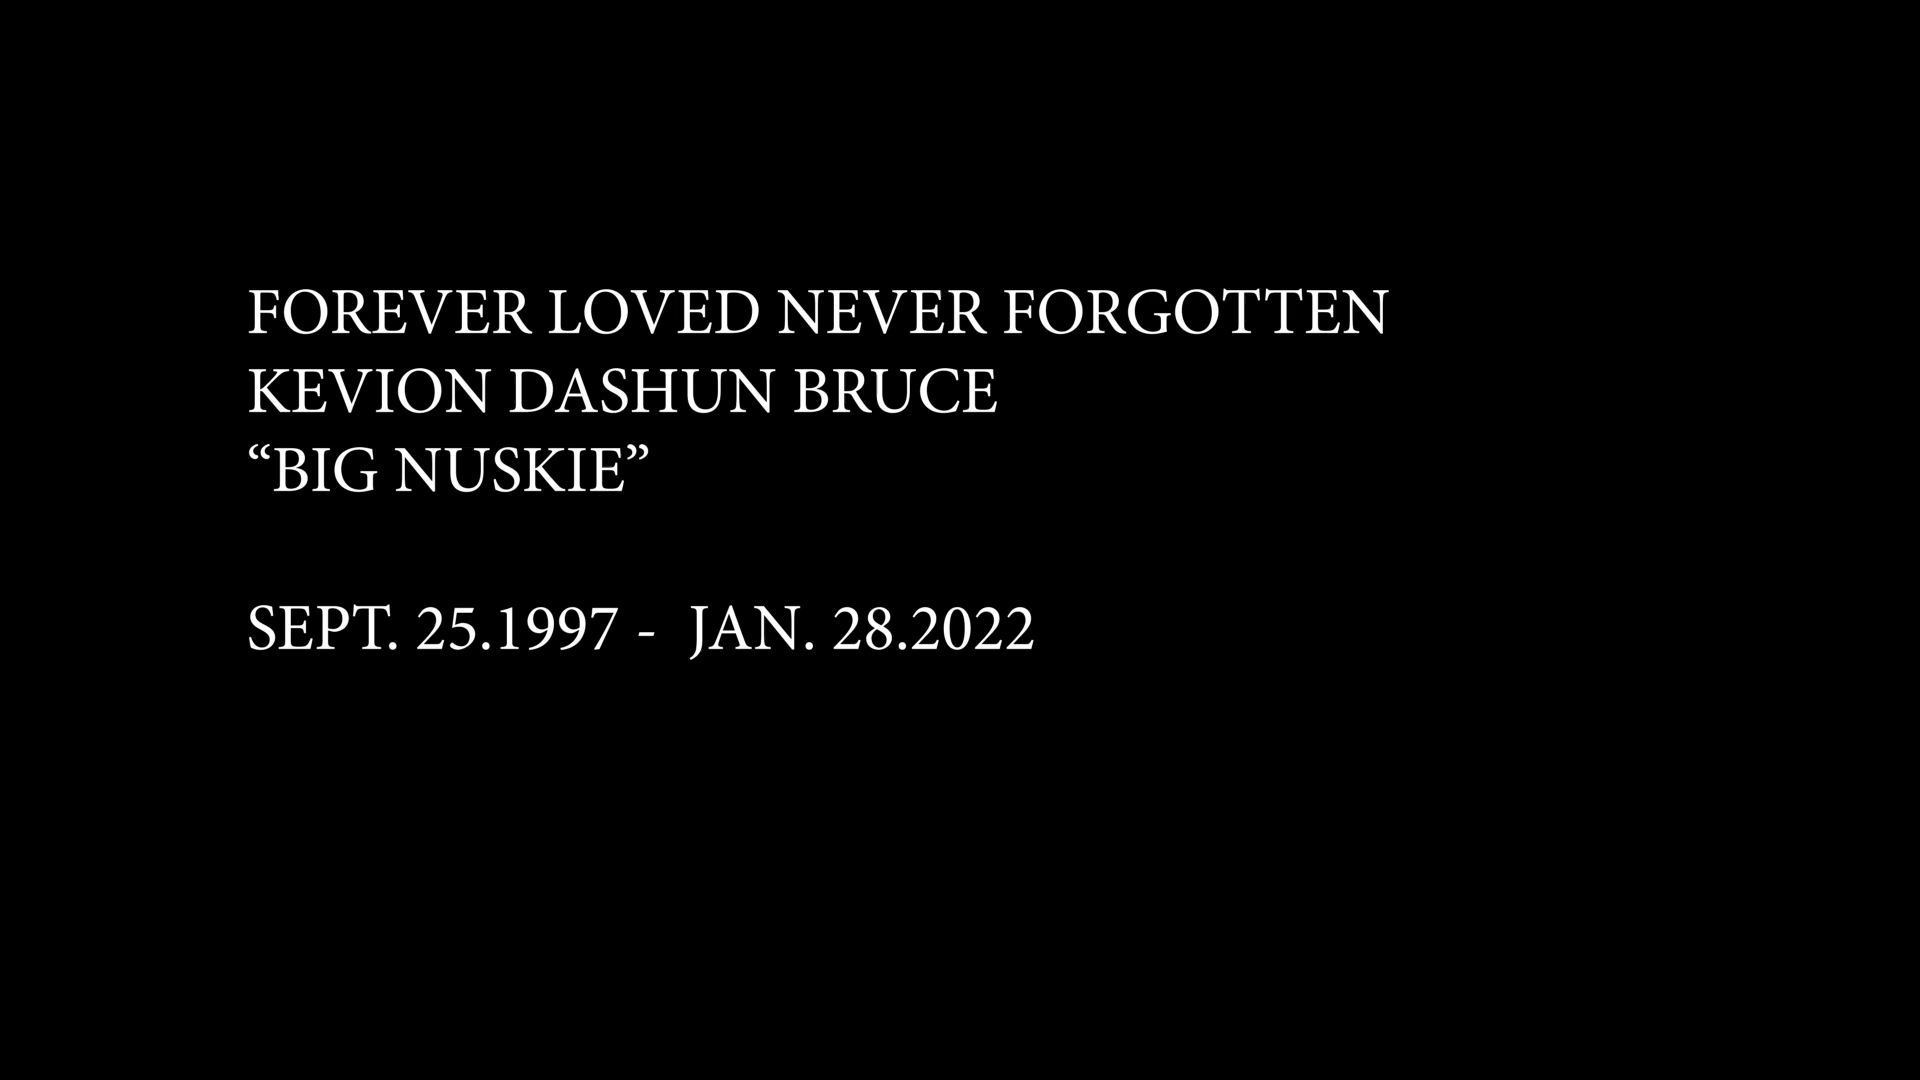 FOREVER LOVED NEVER FORGOTTEN
KEVION DASHUN BRUCE
“BIG NUSKIE”
SEPT. 25.1997 -  JAN. 28.2022